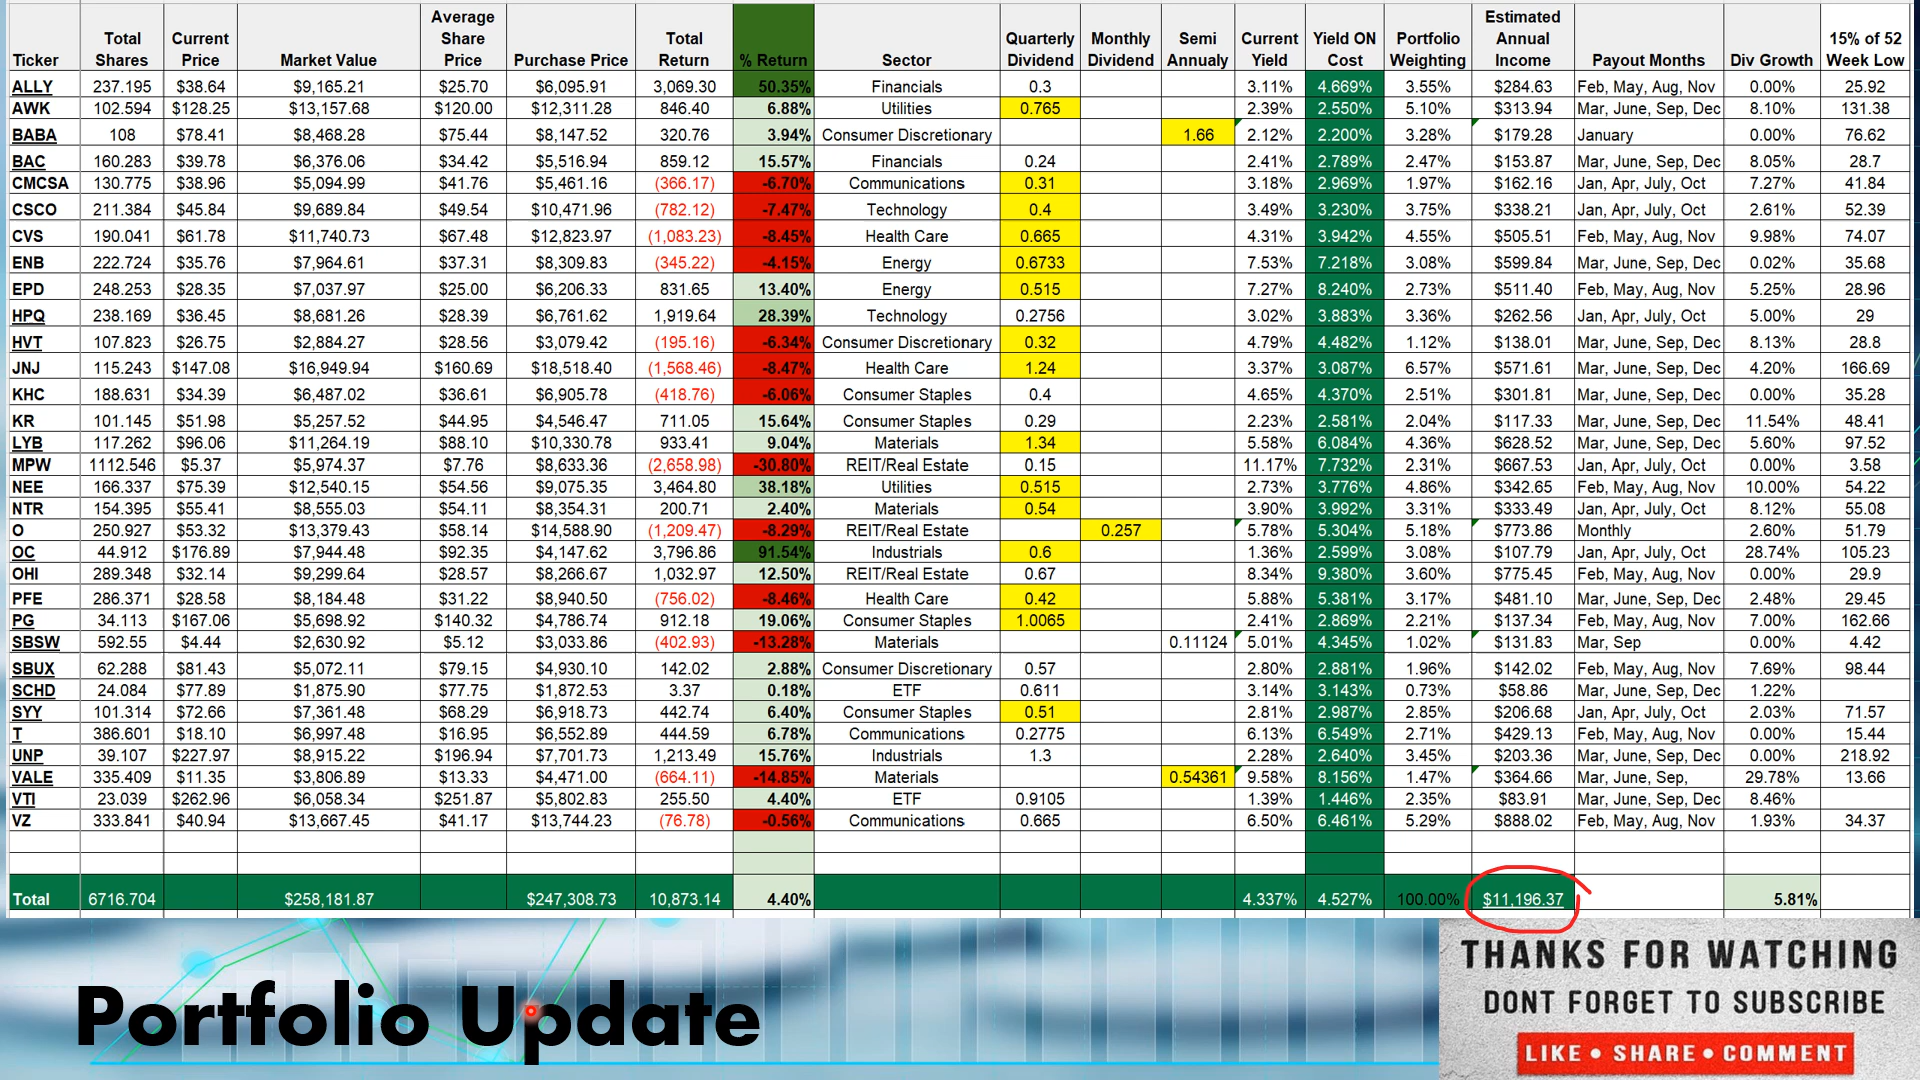 Ticker Total Shares Current Price Market Value Average Share Price Purchase Price Total Return % Return Sector Quarterly Dividend Monthly Dividend Semi Annualy Current Yield Yield ON Cost Portfolio Weighting Estimated Annual Income Payout Months Div Growth 15% of 52 Week Low
ALLY 237.195 $38.64 $9,165.21 $25.70 $6,095.91 3,069.30 50.35% Financials 0.3 3.11% 4.669% 3.55% $284.63 Feb, May, Aug, Nov 0.00% 25.92
AWK 102.594 $128.25 $13,157.68 $120.00 $12,311.28 846.40 6.88% Utilities 0.765 2.39% 2.550% 5.10% $313.94 Mar, June, Sep, Dec 8.10% 131.38
BABA 108 $78.41 $8,468.28 $75.44 $8,147.52 320.76 3.94% Consumer Discretionary 1.66 2.12% 2.200% 3.28% $179.28 January 0.00% 76.62
BAC 160.283 $39.78 $6,376.06 $34.42 $5,516.94 859.12 15.57% Financials 0.24 2.41% 2.789% 2.47% $153.87 Mar, June, Sep, Dec 8.05% 28.7
CMCSA 130.775 $38.96 $5,094.99 $41.76 $5,461.16 (366.17) -6.70% Communications 0.31 3.18% 2.969% 1.97% $162.16 Jan, Apr, July, Oct 7.27% 41.84
CSCO 211.384 $45.84 $9,689.84 $49.54 $10,471.96 (782.12) -7.47% Technology 0.4 3.49% 3.230% 3.75% $338.21 Jan, Apr, July, Oct 2.61% 52.39
CVS 190.041 $61.78 $11,740.73 $67.48 $12,823.97 (1,083.23) -8.45% Health Care 0.665 4.31% 3.942% 4.55% $505.51 Feb, May, Aug, Nov 9.98% 74.07
ENB 222.724 $35.76 $7,964.61 $37.31 $8,309.83 (345.22) -4.15% Energy 0.6733 7.53% 7.218% 3.08% $599.84 Mar, June, Sep, Dec 0.02% 35.68
EPD 248.253 $28.35 $7,037.97 $25.00 $6,206.33 831.65 13.40% Energy 0.515 7.27% 8.240% 2.73% $511.40 Feb, May, Aug, Nov 5.25% 28.96
HPQ 238.169 $36.45 $8,681.26 $28.39 $6,761.62 1,919.64 28.39% Technology 0.2756 3.02% 3.883% 3.36% $262.56 Jan, Apr, July, Oct 5.00% 29
HVT 107.823 $26.75 $2,884.27 $28.56 $3,079.42 (195.16) -6.34% Consumer Discretionary 0.32 4.79% 4.482% 1.12% $138.01 Mar, June, Sep, Dec 8.13% 28.8
JNJ 115.243 $147.08 $16,949.94 $160.69 $18,518.40 (1,568.46) -8.47% Health Care 1.24 3.37% 3.087% 6.57% $571.61 Mar, June, Sep, Dec 4.20% 166.69
KHC 188.631 $34.39 $6,487.02 $36.61 $6,905.78 (418.76) -6.06% Consumer Staples 0.4 4.65% 4.370% 2.51% $301.81 Mar, June, Sep, Dec 0.00% 35.28
KR 101.145 $51.98 $5,257.52 $44.95 $4,546.47 711.05 15.64% Consumer Staples 0.29 2.23% 2.581% 2.04% $117.33 Mar, June, Sep, Dec 11.54% 48.41
LYB 117.262 $96.06 $11,264.19 $88.10 $10,330.78 933.41 9.04% Materials 1.34 5.58% 6.084% 4.36% $628.52 Mar, June, Sep, Dec 5.60% 97.52
MPW 1112.546 $5.37 $5,974.37 $7.76 $8,633.36 (2,658.98) -30.80% REIT/Real Estate 0.15 11.17% 7.732% 2.31% $667.53 Jan, Apr, July, Oct 0.00% 3.58
NEE 166.337 $75.39 $12,540.15 $54.56 $9,075.35 3,464.80 38.18% Utilities 0.515 2.73% 3.776% 4.86% $342.65 Feb, May, Aug, Nov 10.00% 54.22
NTR 154.395 $55.41 $8,555.03 $54.11 $8,354.31 200.71 2.40% Materials 0.54 3.90% 3.992% 3.31% $333.49 Jan, Apr, July, Oct 8.12% 55.08
O 250.927 $53.32 $13,379.43 $58.14 $14,588.90 (1,209.47) -8.29% REIT/Real Estate 0.257 5.78% 5.304% 5.18% $773.86 Monthly 2.60% 51.79
OC 44.912 $176.89 $7,944.48 $92.35 $4,147.62 3,796.86 91.54% Industrials 0.6 1.36% 2.599% 3.08% $107.79 Jan, Apr, July, Oct 28.74% 105.23
OHI 289.348 $32.14 $9,299.64 $28.57 $8,266.67 1,032.97 12.50% REIT/Real Estate 0.67 8.34% 9.380% 3.60% $775.45 Feb, May, Aug, Nov 0.00% 29.9
PFE 286.371 $28.58 $8,184.48 $31.22 $8,940.50 (756.02) -8.46% Health Care 0.42 5.88% 5.381% 3.17% $481.10 Mar, June, Sep, Dec 2.48% 29.45
PG 34.113 $167.06 $5,698.92 $140.32 $4,786.74 912.18 19.06% Consumer Staples 1.0065 2.41% 2.869% 2.21% $137.34 Feb, May, Aug, Nov 7.00% 162.66
SBSW 592.55 $4.44 $2,630.92 $5.12 $3,033.86 (402.93) -13.28% Materials 0.11124 5.01% 4.345% 1.02% $131.83 Mar, Sep 0.00% 4.42
SBUX 62.288 $81.43 $5,072.11 $79.15 $4,930.10 142.02 2.88% Consumer Discretionary 0.57 2.80% 2.881% 1.96% $142.02 Feb, May, Aug, Nov 7.69% 98.44
SCHD 24.084 $77.89 $1,875.90 $77.75 $1,872.53 3.37 0.18% ETF 0.611 3.14% 3.143% 0.73% $58.86 Mar, June, Sep, Dec 1.22%
SYY 101.314 $72.66 $7,361.48 $68.29 $6,918.73 442.74 6.40% Consumer Staples 0.51 2.81% 2.987% 2.85% $206.68 Jan, Apr, July, Oct 2.03% 71.57
T 386.601 $18.10 $6,997.48 $16.95 $6,552.89 444.59 6.78% Communications 0.2775 6.13% 6.549% 2.71% $429.13 Feb, May, Aug, Nov 0.00% 15.44
UNP 39.107 $227.97 $8,915.22 $196.94 $7,701.73 1,213.49 15.76% Industrials 1.3 2.28% 2.640% 3.45% $203.36 Mar, June, Sep, Dec 0.00% 218.92
VALE 335.409 $11.35 $3,806.89 $13.33 $4,471.00 (664.11) -14.85% Materials 0.54361 9.58% 8.156% 1.47% $364.66 Mar, June, Sep, 29.78% 13.66
VTI 23.039 $262.96 $6,058.34 $251.87 $5,802.83 255.50 4.40% ETF 0.9105 1.39% 1.446% 2.35% $83.91 Mar, June, Sep, Dec 8.46%
VZ 333.841 $40.94 $13,667.45 $41.17 $13,744.23 (76.78) -0.56% Communications 0.665 6.50% 6.461% 5.29% $888.02 Feb, May, Aug, Nov 1.93% 34.37
Total 6716.704 $258,181.87 $247,308.73 10,873.14 4.40% 4.337% 4.527% 100.00% $11,196.37 5.81%
Portfolio Update
THANKS FOR WATCHING
DONT FORGET TO SUBSCRIBE
LIKE • SHARE • COMMENT